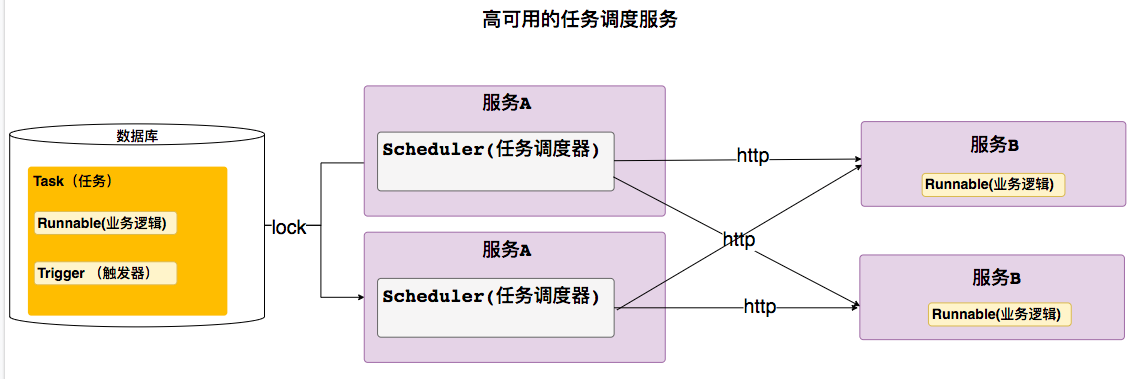 高可用的任务调度服务
数据库
Task（任务）
Runnable(业务逻辑)
Trigger （触发器）
lock
服务A
Scheduler(任务调度器)
服务A
Scheduler(任务调度器)
http
http
http
服务B
Runnable(业务逻辑)
服务B
Runnable(业务逻辑)